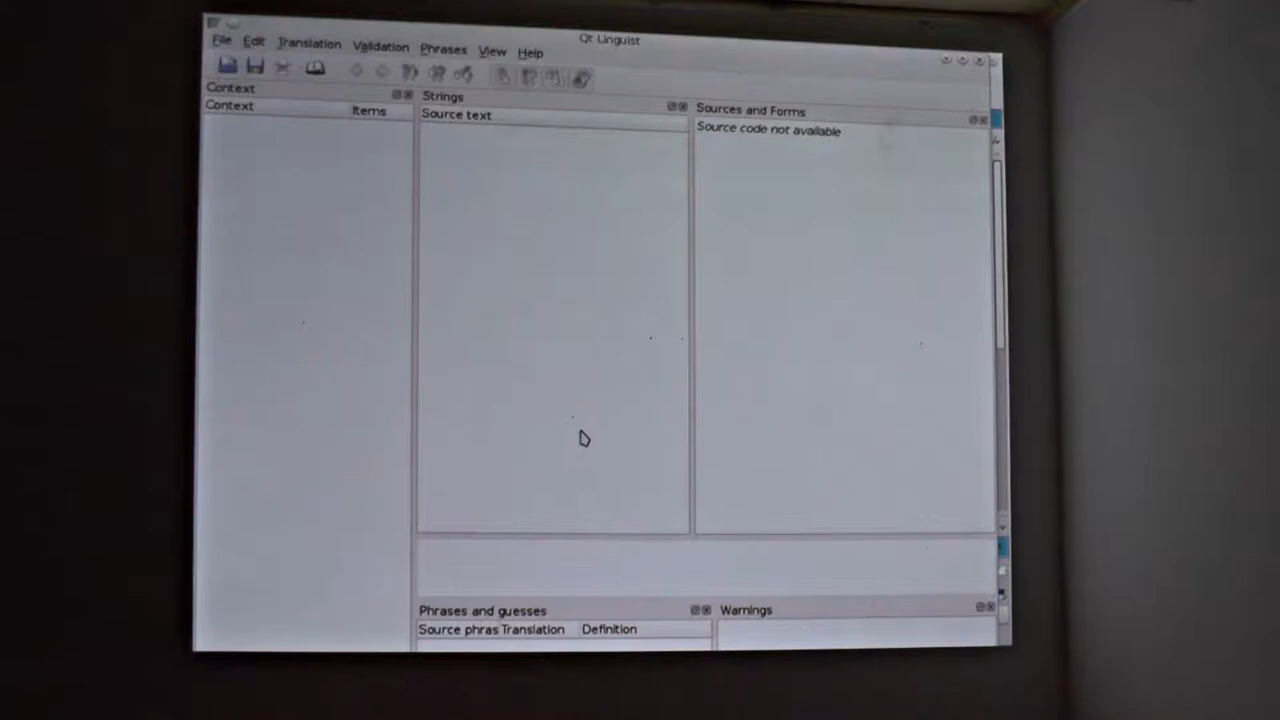 Qt Linguist
File Edit Translation Validation Phrases View Help
Context
Context Items
Strings
Source text
Sources and Forms
Source code not available
Phrases and guesses
Source phras Translation Definition
Warnings